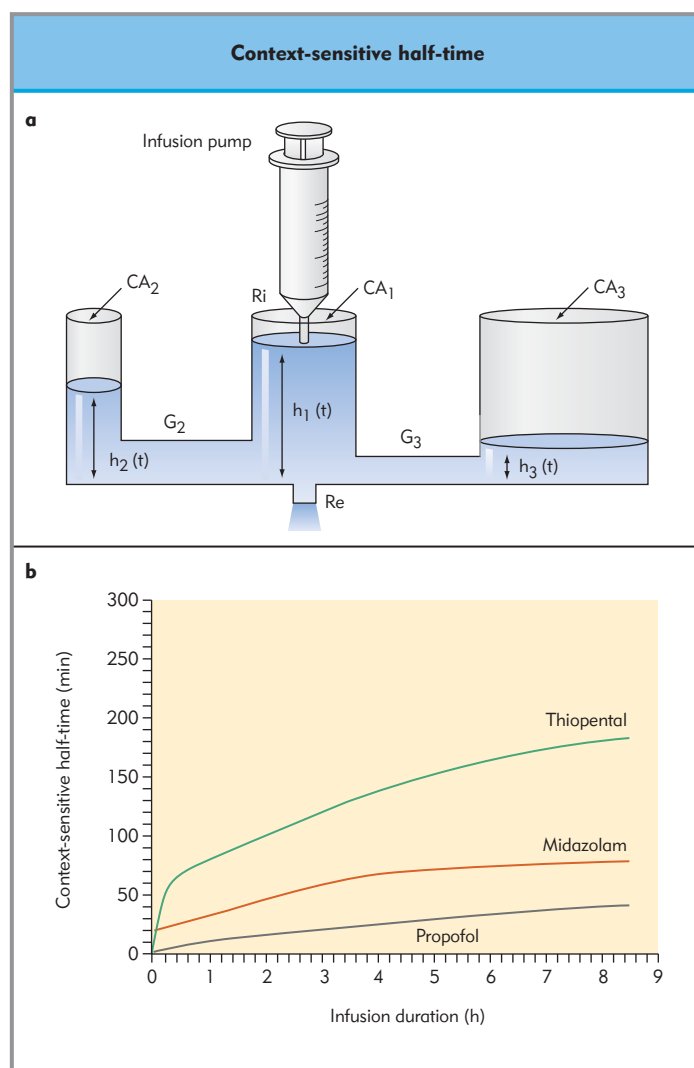 Context-sensitive half-time
a
Infusion pump
CA2
Ri
CA1
CA3
G2
h1 (t)
G3
h2 (t)
h3 (t)
Re
b
Context-sensitive half-time (min)
300
250
200
150
100
50
0
Thiopental
Midazolam
Propofol
0 1 2 3 4 5 6 7 8 9
Infusion duration (h)